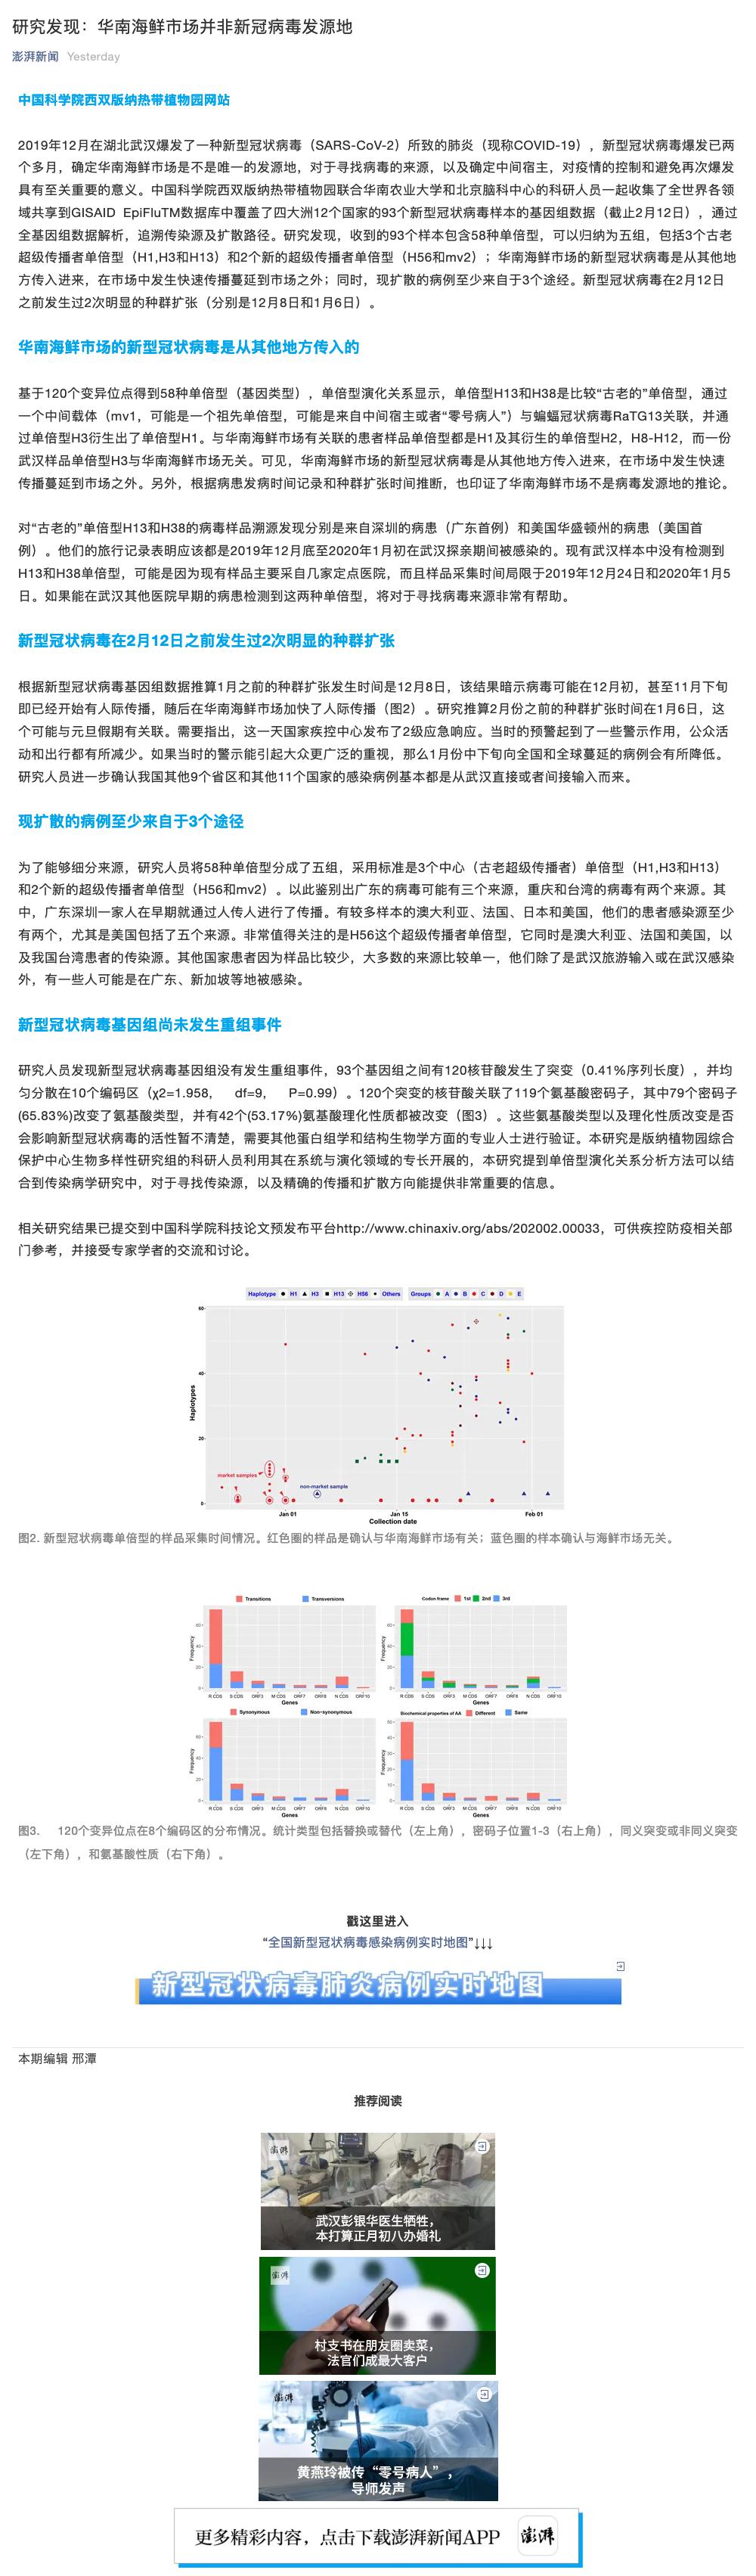 研究发现：华南海鲜市场并非新冠病毒发源地
澎湃新闻 Yesterday
中国科学院西双版纳热带植物园网站
2019年12月在湖北武汉爆发了一种新型冠状病毒（SARS-CoV-2）所致的肺炎（现称COVID-19），新型冠状病毒爆发已两
个多月，确定华南海鲜市场是不是唯一的发源地，对于寻找病毒的来源，以及确定中间宿主，对疫情的控制和避免再次爆发
具有至关重要的意义。中国科学院西双版纳热带植物园联合华南农业大学和北京脑科中心的科研人员一起收集了全世界各领
域共享到GISAID EpiFluTM数据库中覆盖了四大洲12个国家的93个新型冠状病毒样本的基因组数据（截止2月12日），通过
全基因组数据解析，追溯传染源及扩散路径。研究发现，收到的93个样本包含58种单倍型，可以归纳为五组，包括3个古老
超级传播者单倍型（H1,H3和H13）和2个新的超级传播者单倍型（H56和mv2）；华南海鲜市场的新型冠状病毒是从其他地
方传入进来，在市场中发生快速传播蔓延到市场之外；同时，现扩散的病例至少来自于3个途经。新型冠状病毒在2月12日
之前发生过2次明显的种群扩张（分别是12月8日和1月6日）。
华南海鲜市场的新型冠状病毒是从其他地方传入的
基于120个变异位点得到58种单倍型（基因类型），单倍型演化关系显示，单倍型H13和H38是比较“古老的”单倍型，通过
一个中间载体（mv1，可能是一个祖先单倍型，可能是来自中间宿主或者“零号病人”）与蝙蝠冠状病毒RaTG13关联，并通
过单倍型H3衍生出了单倍型H1。与华南海鲜市场有关联的患者样品单倍型都是H1及其衍生的单倍型H2，H8-H12，而一份
武汉样品单倍型H3与华南海鲜市场无关。可见，华南海鲜市场的新型冠状病毒是从其他地方传入进来，在市场中发生快速
传播蔓延到市场之外。另外，根据病患发病时间记录和种群扩张时间推断，也印证了华南海鲜市场不是病毒发源地的推论。
对“古老的”单倍型H13和H38的病毒样品溯源发现分别是来自深圳的病患（广东首例）和美国华盛顿州的病患（美国首
例）。他们的旅行记录表明应该都是2019年12月底至2020年1月初在武汉探亲期间被感染的。现有武汉样本中没有检测到
H13和H38单倍型，可能是因为现有样品主要采自几家定点医院，而且样品采集时间局限于2019年12月24日和2020年1月5
日。如果能在武汉其他医院早期的病患检测到这两种单倍型，将对于寻找病毒来源非常有帮助。
新型冠状病毒在2月12日之前发生过2次明显的种群扩张
根据新型冠状病毒基因组数据推算1月之前的种群扩张发生时间是12月8日，该结果暗示病毒可能在12月初，甚至11月下旬
即已经开始有人际传播，随后在华南海鲜市场加快了人际传播（图2）。研究推算2月份之前的种群扩张时间在1月6日，这
个可能与元旦假期有关联。需要指出，这一天国家疾控中心发布了2级应急响应。当时的预警起到了一些警示作用，公众活
动和出行都有所减少。如果当时的警示能引起大众更广泛的重视，那么1月份中下旬向全国和全球蔓延的病例会有所降低。
研究人员进一步确认我国其他9个省区和其他11个国家的感染病例基本都是从武汉直接或者间接输入而来。
现扩散的病例至少来自于3个途径
为了能够细分来源，研究人员将58种单倍型分成了五组，采用标准是3个中心（古老超级传播者）单倍型（H1,H3和H13）
和2个新的超级传播者单倍型（H56和mv2）。以此鉴别出广东的病毒可能有三个来源，重庆和台湾的病毒有两个来源。其
中，广东深圳一家人在早期就通过人传人进行了传播。有较多样本的澳大利亚、法国、日本和美国，他们的患者感染源至少
有两个，尤其是美国包括了五个来源。非常值得关注的是H56这个超级传播者单倍型，它同时是澳大利亚、法国和美国，以
及我国台湾患者的传染源。其他国家患者因为样品比较少，大多数的来源比较单一，他们除了是武汉旅游输入或在武汉感染
外，有一些人可能是在广东、新加坡等地被感染。
新型冠状病毒基因组尚未发生重组事件
研究人员发现新型冠状病毒基因组没有发生重组事件，93个基因组之间有120核苷酸发生了突变（0.41%序列长度），并均
匀分散在10个编码区（χ2=1.958， df=9， P=0.99）。120个突变的核苷酸关联了119个氨基酸密码子，其中79个密码子
(65.83%)改变了氨基酸类型，并有42个(53.17%)氨基酸理化性质都被改变（图3）。这些氨基酸类型以及理化性质改变是否
会影响新型冠状病毒的活性暂不清楚，需要其他蛋白组学和结构生物学方面的专业人士进行验证。本研究是版纳植物园综合
保护中心生物多样性研究组的科研人员利用其在系统与演化领域的专长开展的，本研究提到单倍型演化关系分析方法可以结
合到传染病学研究中，对于寻找传染源，以及精确的传播和扩散方向能提供非常重要的信息。
相关研究结果已提交到中国科学院科技论文预发布平台http://www.chinaxiv.org/abs/202002.00033，可供疾控防疫相关部
门参考，并接受专家学者的交流和讨论。
Haplotype H1 H3 H13 H56 Others Groups A B C D E
60
40
Haplotypes
20
market samples
non-market sample
0
Jan 01 Jan 15 Feb 01
Collection date
图2. 新型冠状病毒单倍型的样品采集时间情况。红色圈的样品是确认与华南海鲜市场有关；蓝色圈的样本确认与海鲜市场无关。
Transitions Transversions
Codon frame 1st 2nd 3rd
Frequency
60
40
20
0
R CDS S CDS ORF3 M CDS ORF7 ORF8 N CDS ORF10
Genes
Frequency
60
40
20
0
R CDS S CDS ORF3 M CDS ORF7 ORF8 N CDS ORF10
Genes
Synonymous Non-synonymous
Biochemical properties of AA Different Same
Frequency
60
40
20
0
R CDS S CDS ORF3 M CDS ORF7 ORF8 N CDS ORF10
Genes
Frequency
50
40
30
20
10
0
R CDS S CDS ORF3 M CDS ORF7 ORF8 N CDS ORF10
Genes
图3. 120个变异位点在8个编码区的分布情况。统计类型包括替换或替代（左上角），密码子位置1-3（右上角），同义突变或非同义突变
（左下角），和氨基酸性质（右下角）。
戳这里进入
“全国新型冠状病毒感染病例实时地图”↓↓↓
新型冠状病毒肺炎病例实时地图
本期编辑 邢潭
推荐阅读
澎湃
武汉彭银华医生牺牲，
本打算正月初八办婚礼
澎湃
村支书在朋友圈卖菜，
法官们成最大客户
澎湃
黄燕玲被传“零号病人”，
导师发声
更多精彩内容，点击下载澎湃新闻APP 澎湃